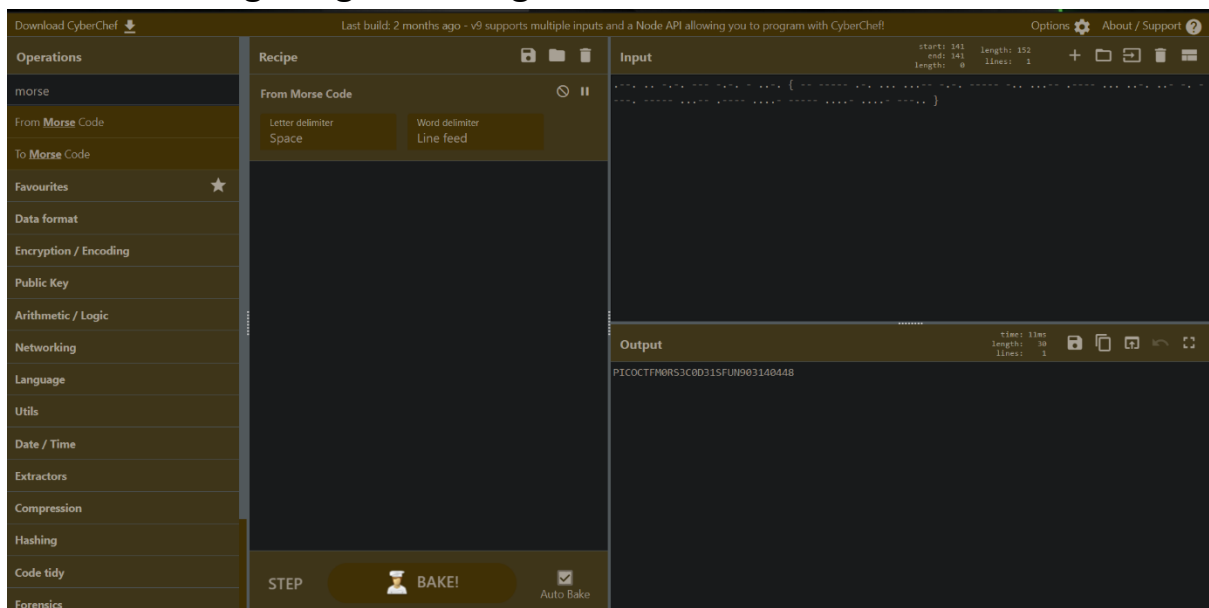 Download CyberChef
Last build: 2 months ago - v9 supports multiple inputs and a Node API allowing you to program with CyberChef!
Options
About / Support
Operations
morse
From Morse Code
To Morse Code
Favourites
Data format
Encryption / Encoding
Public Key
Arithmetic / Logic
Networking
Language
Utils
Date / Time
Extractors
Compression
Hashing
Code tidy
Forensics
Recipe
From Morse Code
Letter delimiter
Space
Word delimiter
Line feed
STEP
BAKE!
Auto Bake
Input
start: 141
end: 141
length: 0
length: 152
lines: 1
.--. .. -.-. --- -.-. - ..-. { -- ----- .-. ... ...-- -.-. ----- -.. ...-- .---- ... ..-. ..- -. -
----. ----- ...-- .---- ....- ----- ....- ....- ---.. }
Output
time: 11ms
length: 30
lines: 1
PICOCTFM0RS3C0D31SFUN903140448